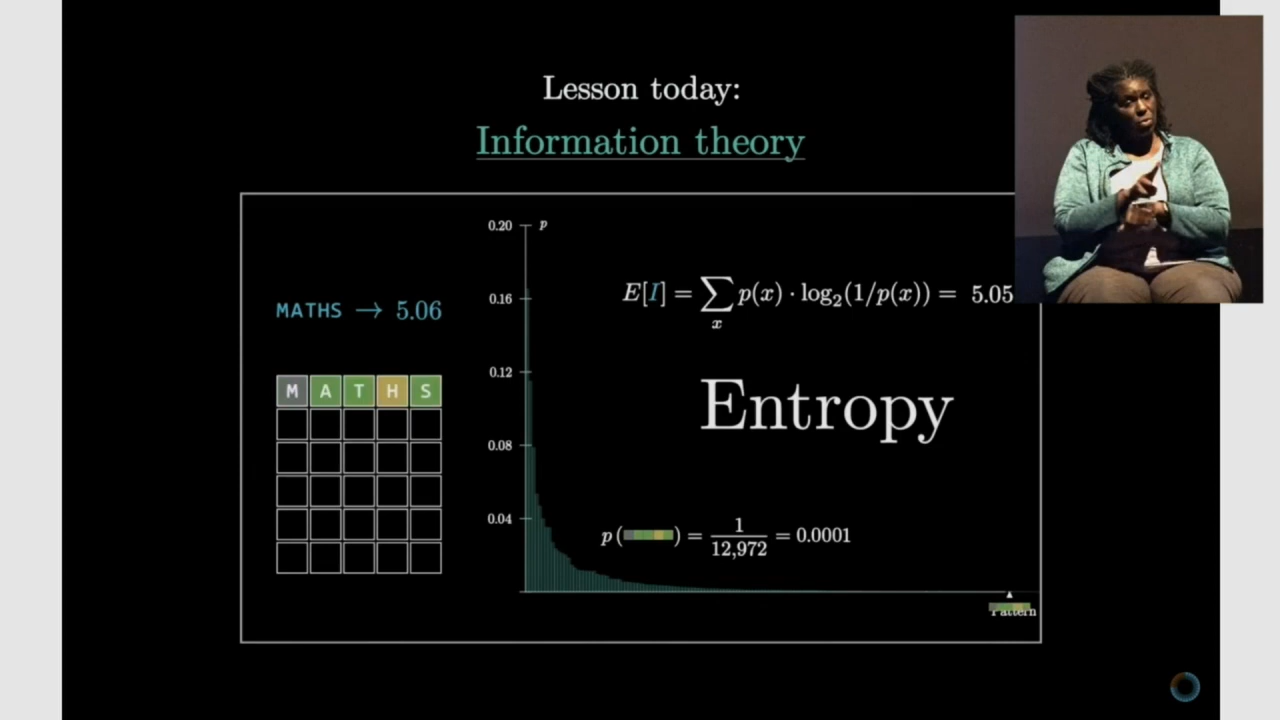 Lesson today:
Information theory
0.20
p
0.16
0.12
0.08
0.04
MATHS → 5.06
M A T H S
E[I] = ∑ p(x) · log₂(1/p(x)) = 5.05
x
Entropy
p( ) = 1/12,972 = 0.0001
Pattern